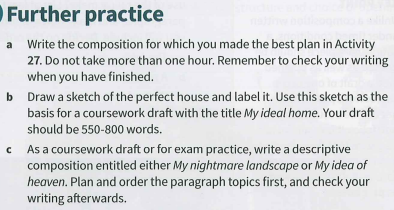 Further practice
a Write the composition for which you made the best plan in Activity
27. Do not take more than one hour. Remember to check your writing
when you have finished.
b Draw a sketch of the perfect house and label it. Use this sketch as the
basis for a coursework draft with the title My ideal home. Your draft
should be 550-800 words.
c As a coursework draft or for exam practice, write a descriptive
composition entitled either My nightmare landscape or My idea of
heaven. Plan and order the paragraph topics first, and check your
writing afterwards.